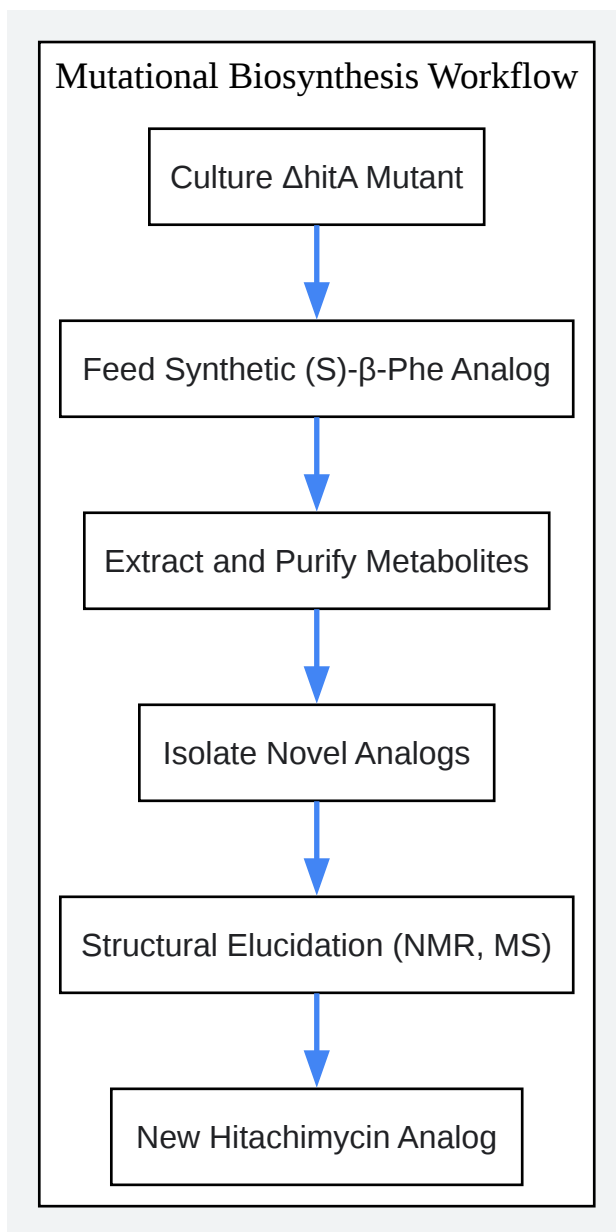 Mutational Biosynthesis Workflow
Culture ΔhitA Mutant
Feed Synthetic (S)-β-Phe Analog
Extract and Purify Metabolites
Isolate Novel Analogs
Structural Elucidation (NMR, MS)
New Hitachimycin Analog